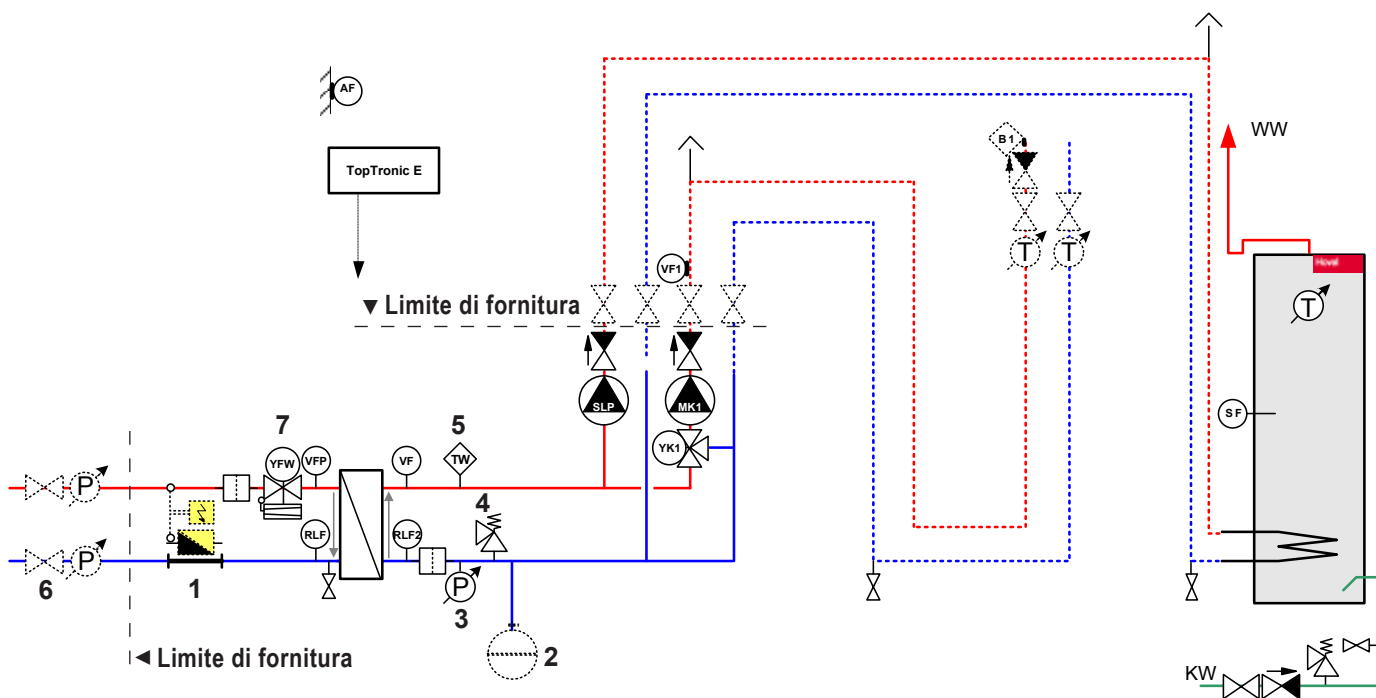 AF
TopTronic E
B1
WW
T
T
VF1
Hoval
T
▼ Limite di fornitura
SLP
MK1
SF
7
5
YK1
YFW
VFP
VF
TW
P
4
RLF
RLF2
P
6
1
P
3
2
◄ Limite di fornitura
KW